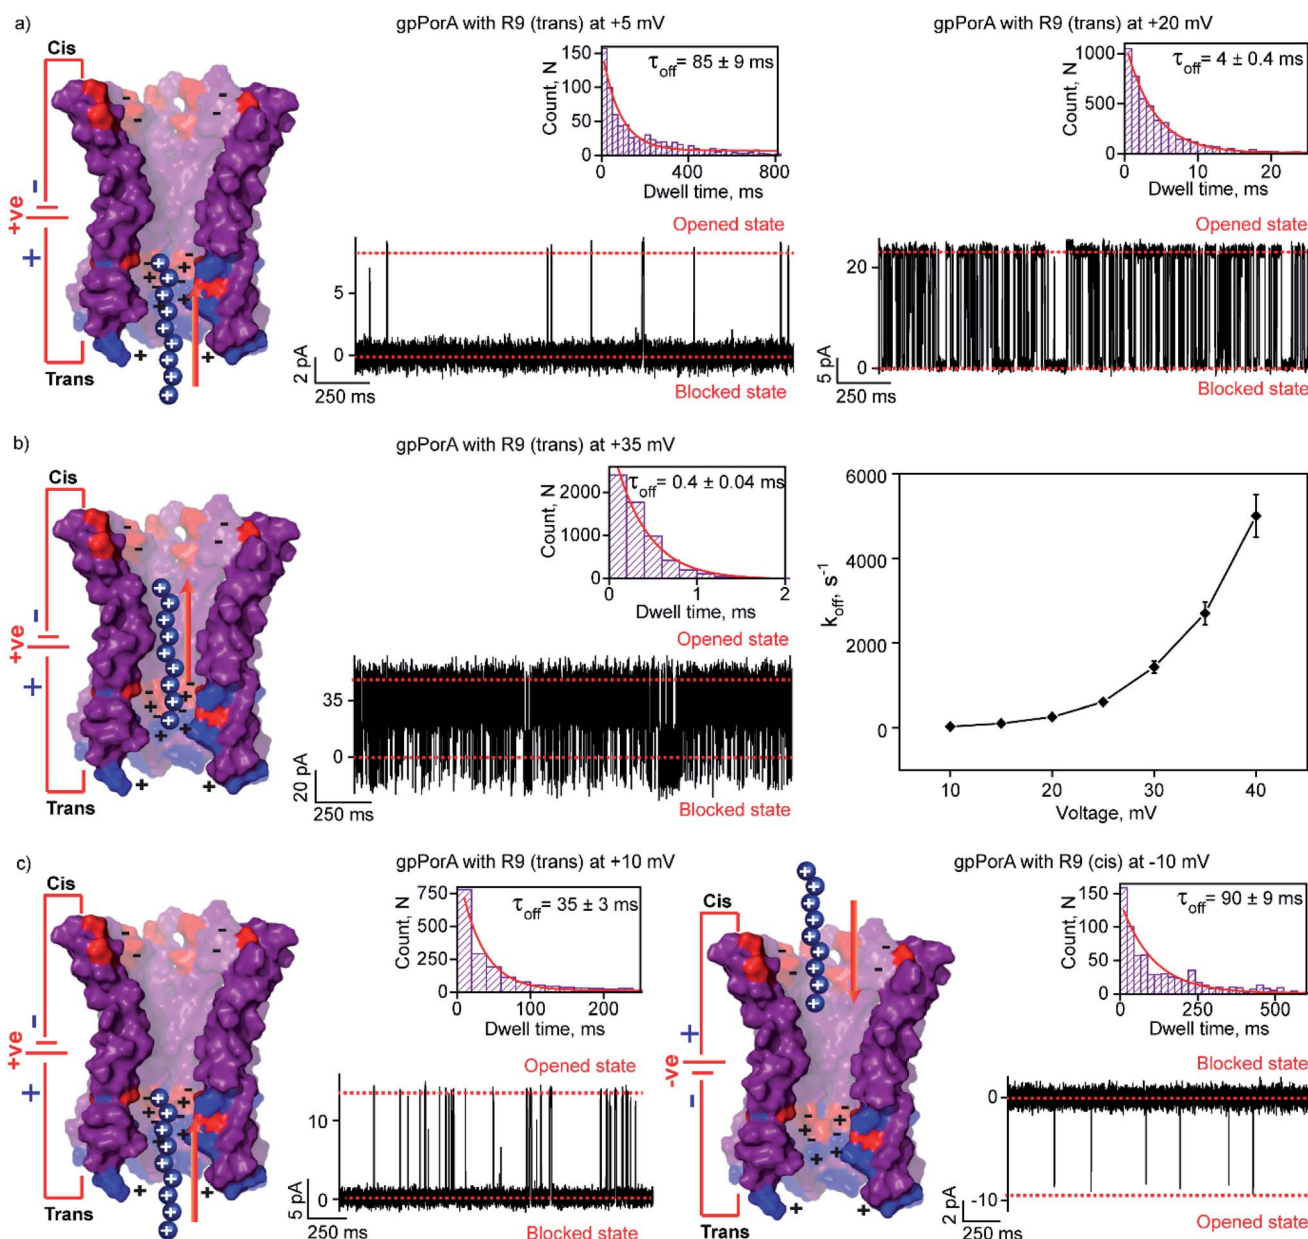 a)
gpPorA with R9 (trans) at +5 mV
gpPorA with R9 (trans) at +20 mV
Cis
+ve
-
+
Trans
Count, N
150
100
50
0
τoff= 85 ± 9 ms
0 400 800
Dwell time, ms
Opened state
5
0
2 pA
250 ms
Blocked state
Count, N
1000
500
0
τoff= 4 ± 0.4 ms
0 10 20
Dwell time, ms
Opened state
20
0
5 pA
250 ms
Blocked state
b)
gpPorA with R9 (trans) at +35 mV
Cis
+ve
-
+
Trans
Count, N
2000
1000
0
τoff= 0.4 ± 0.04 ms
0 1 2
Dwell time, ms
Opened state
35
0
20 pA
250 ms
Blocked state
koff, s-1
6000
4000
2000
0
10 20 30 40
Voltage, mV
c)
gpPorA with R9 (trans) at +10 mV
gpPorA with R9 (cis) at -10 mV
Cis
+ve
-
+
Trans
Count, N
750
500
250
0
τoff= 35 ± 3 ms
0 100 200
Dwell time, ms
Opened state
10
0
5 pA
250 ms
Blocked state
Cis
+
-ve
-
Trans
Count, N
150
100
50
0
τoff= 90 ± 9 ms
0 250 500
Dwell time, ms
Blocked state
0
-10
2 pA
250 ms
Opened state